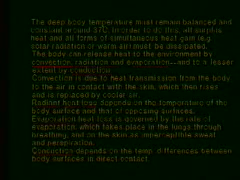 The deep body temperature must remain balanced and
constant around 37C. In order to do this, all surplus
heat and all forms of simultaneous heat gain (e.g.
solar radiation or warm air) must be dissipated.
The body can release heat to the environment by
convection, radiation and evaporation--and to a lesser
extent by conduction.
Convection is due to heat transmission from the body
to the air in contact with the skin, which then rises
and is replaced by cooler air.
Radiant heat loss depends on the temperature of the
body surface and that of opposing surfaces.
Evaporation heat loss is governed by the rate of
evaporation, which takes place in the lungs through
breathing, and on the skin as imperceptible sweat
and perspiration.
Conduction depends on the temp. differences between
body surfaces in direct contact